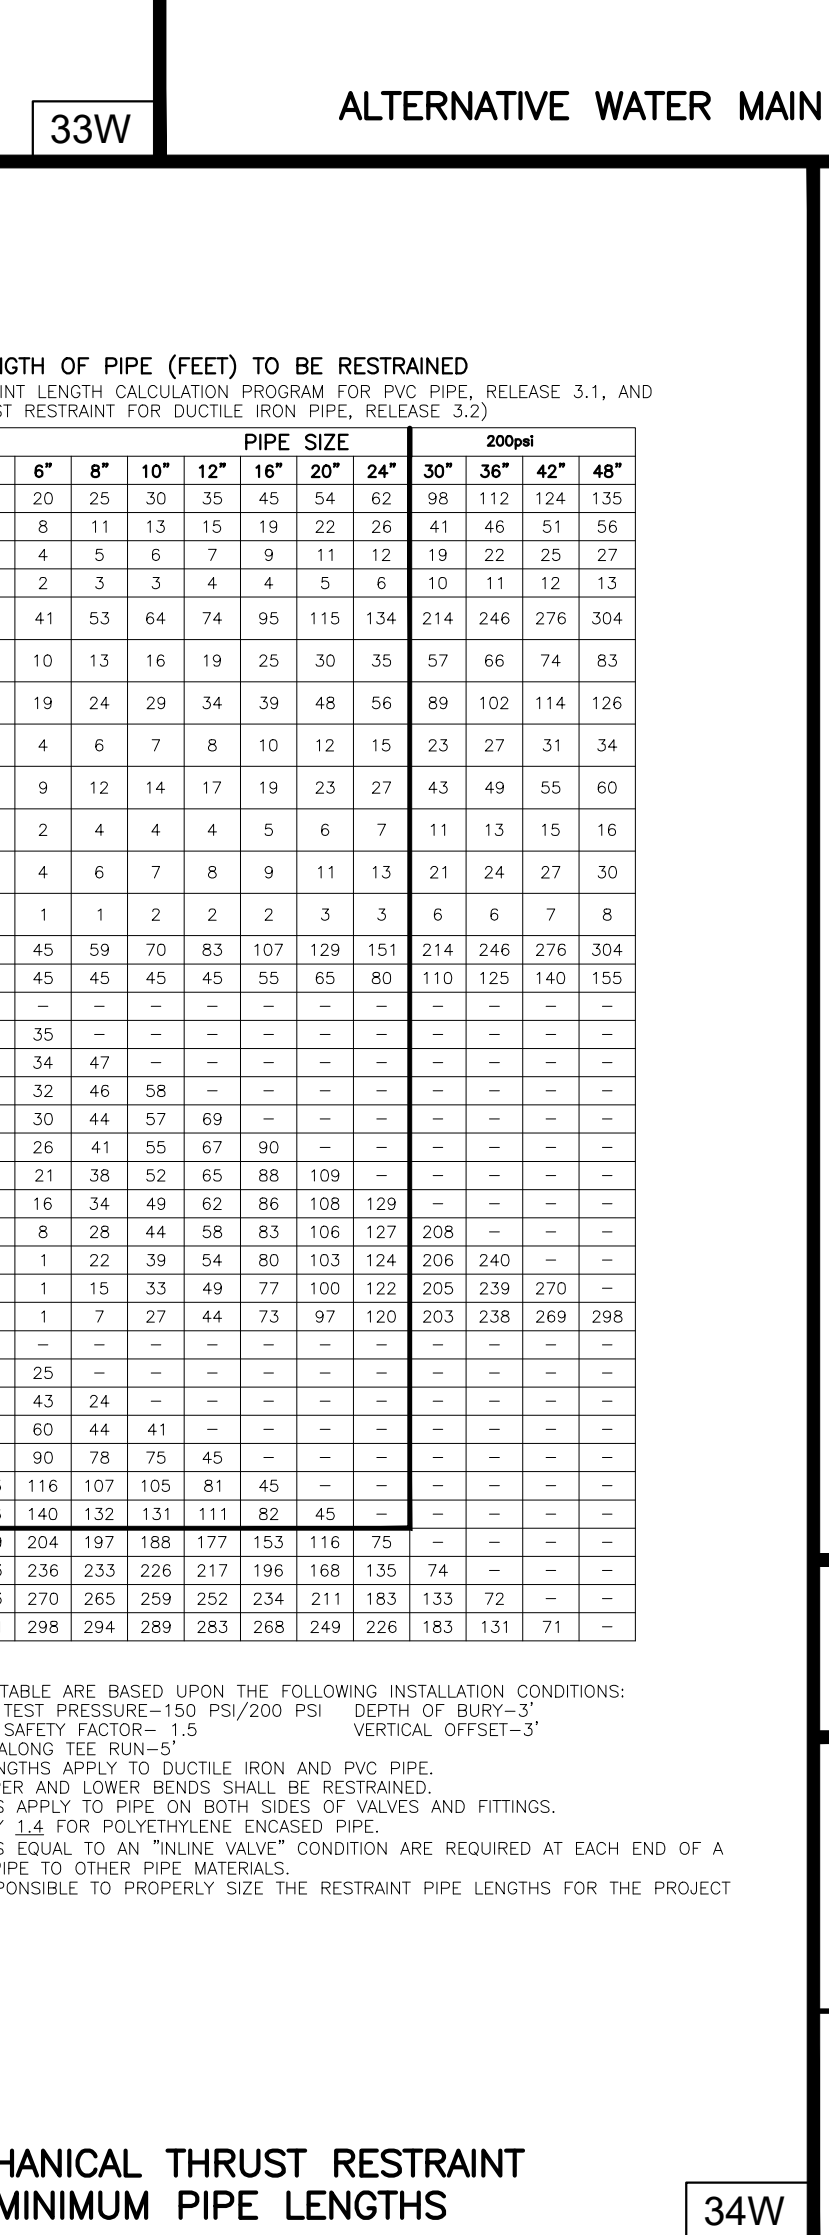 ALTERNATIVE WATER MAIN
33W
NGTH OF PIPE (FEET) TO BE RESTRAINED
INT LENGTH CALCULATION PROGRAM FOR PVC PIPE, RELEASE 3.1, AND
ST RESTRAINT FOR DUCTILE IRON PIPE, RELEASE 3.2)
PIPE SIZE 200psi
6" 8" 10" 12" 16" 20" 24" 30" 36" 42" 48"
20 25 30 35 45 54 62 98 112 124 135
8 11 13 15 19 22 26 41 46 51 56
4 5 6 7 9 11 12 19 22 25 27
2 3 3 4 4 5 6 10 11 12 13
41 53 64 74 95 115 134 214 246 276 304
10 13 16 19 25 30 35 57 66 74 83
19 24 29 34 39 48 56 89 102 114 126
4 6 7 8 10 12 15 23 27 31 34
9 12 14 17 19 23 27 43 49 55 60
2 4 4 4 5 6 7 11 13 15 16
4 6 7 8 9 11 13 21 24 27 30
1 1 2 2 2 3 3 6 6 7 8
45 59 70 83 107 129 151 214 246 276 304
45 45 45 45 55 65 80 110 125 140 155
– – – – – – – – – – –
35 – – – – – – – – – –
34 47 – – – – – – – – –
32 46 58 – – – – – – – –
30 44 57 69 – – – – – – –
26 41 55 67 90 – – – – – –
21 38 52 65 88 109 – – – – –
16 34 49 62 86 108 129 – – – –
8 28 44 58 83 106 127 208 – – –
1 22 39 54 80 103 124 206 240 – –
1 15 33 49 77 100 122 205 239 270 –
1 7 27 44 73 97 120 203 238 269 298
– – – – – – – – – – –
25 – – – – – – – – – –
43 24 – – – – – – – – –
60 44 41 – – – – – – – –
90 78 75 45 – – – – – – –
116 107 105 81 45 – – – – – –
140 132 131 111 82 45 – – – – –
204 197 188 177 153 116 75 – – – –
236 233 226 217 196 168 135 74 – – –
270 265 259 252 234 211 183 133 72 – –
298 294 289 283 268 249 226 183 131 71 –
TABLE ARE BASED UPON THE FOLLOWING INSTALLATION CONDITIONS:
TEST PRESSURE–150 PSI/200 PSI DEPTH OF BURY–3'
SAFETY FACTOR– 1.5 VERTICAL OFFSET–3'
ALONG TEE RUN–5'
NGTHS APPLY TO DUCTILE IRON AND PVC PIPE.
PER AND LOWER BENDS SHALL BE RESTRAINED.
S APPLY TO PIPE ON BOTH SIDES OF VALVES AND FITTINGS.
Y 1.4 FOR POLYETHYLENE ENCASED PIPE.
S EQUAL TO AN "INLINE VALVE" CONDITION ARE REQUIRED AT EACH END OF A
PIPE TO OTHER PIPE MATERIALS.
PONSIBLE TO PROPERLY SIZE THE RESTRAINT PIPE LENGTHS FOR THE PROJECT
HANICAL THRUST RESTRAINT
MINIMUM PIPE LENGTHS
34W